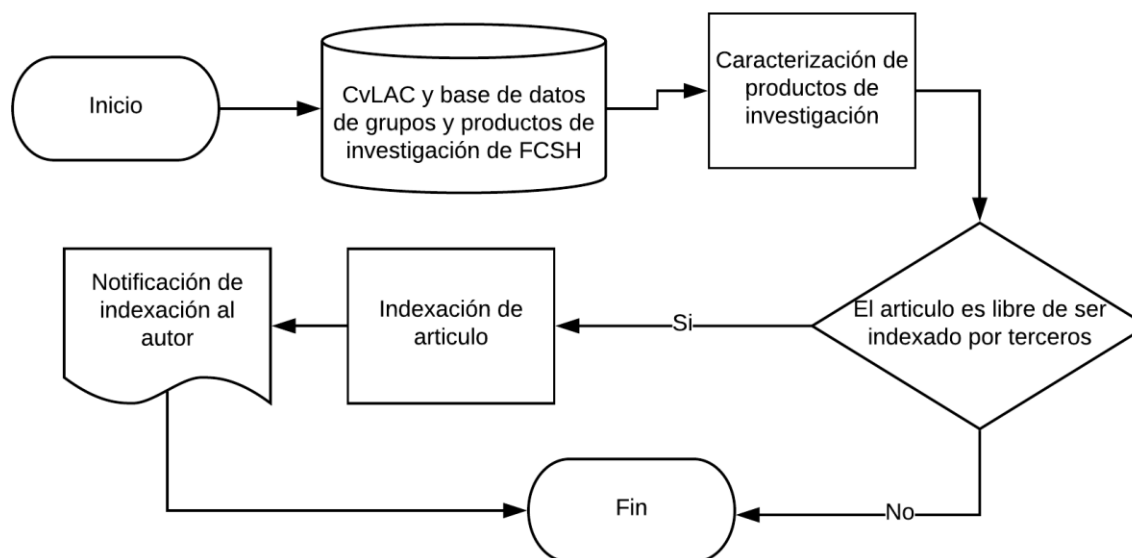 Inicio
CvLAC y base de datos
de grupos y productos de
investigación de FCSH
Caracterización de
productos de
investigación
El articulo es libre de ser
indexado por terceros
Si
Indexación de
articulo
Notificación de
indexación al
autor
No
Fin